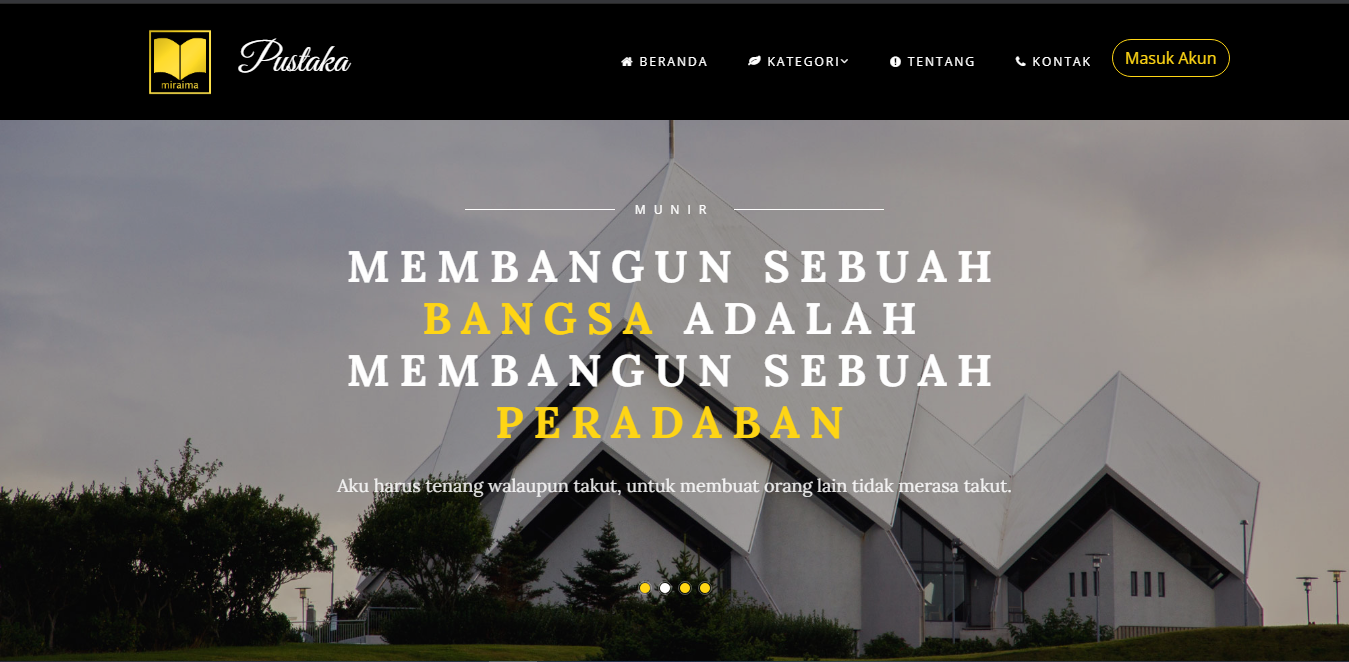 miraima
Pustaka
BERANDA
KATEGORI
TENTANG
KONTAK
Masuk Akun
MUNIR
MEMBANGUN SEBUAH
BANGSA ADALAH
MEMBANGUN SEBUAH
PERADABAN
Aku harus tenang walaupun takut, untuk membuat orang lain tidak merasa takut.